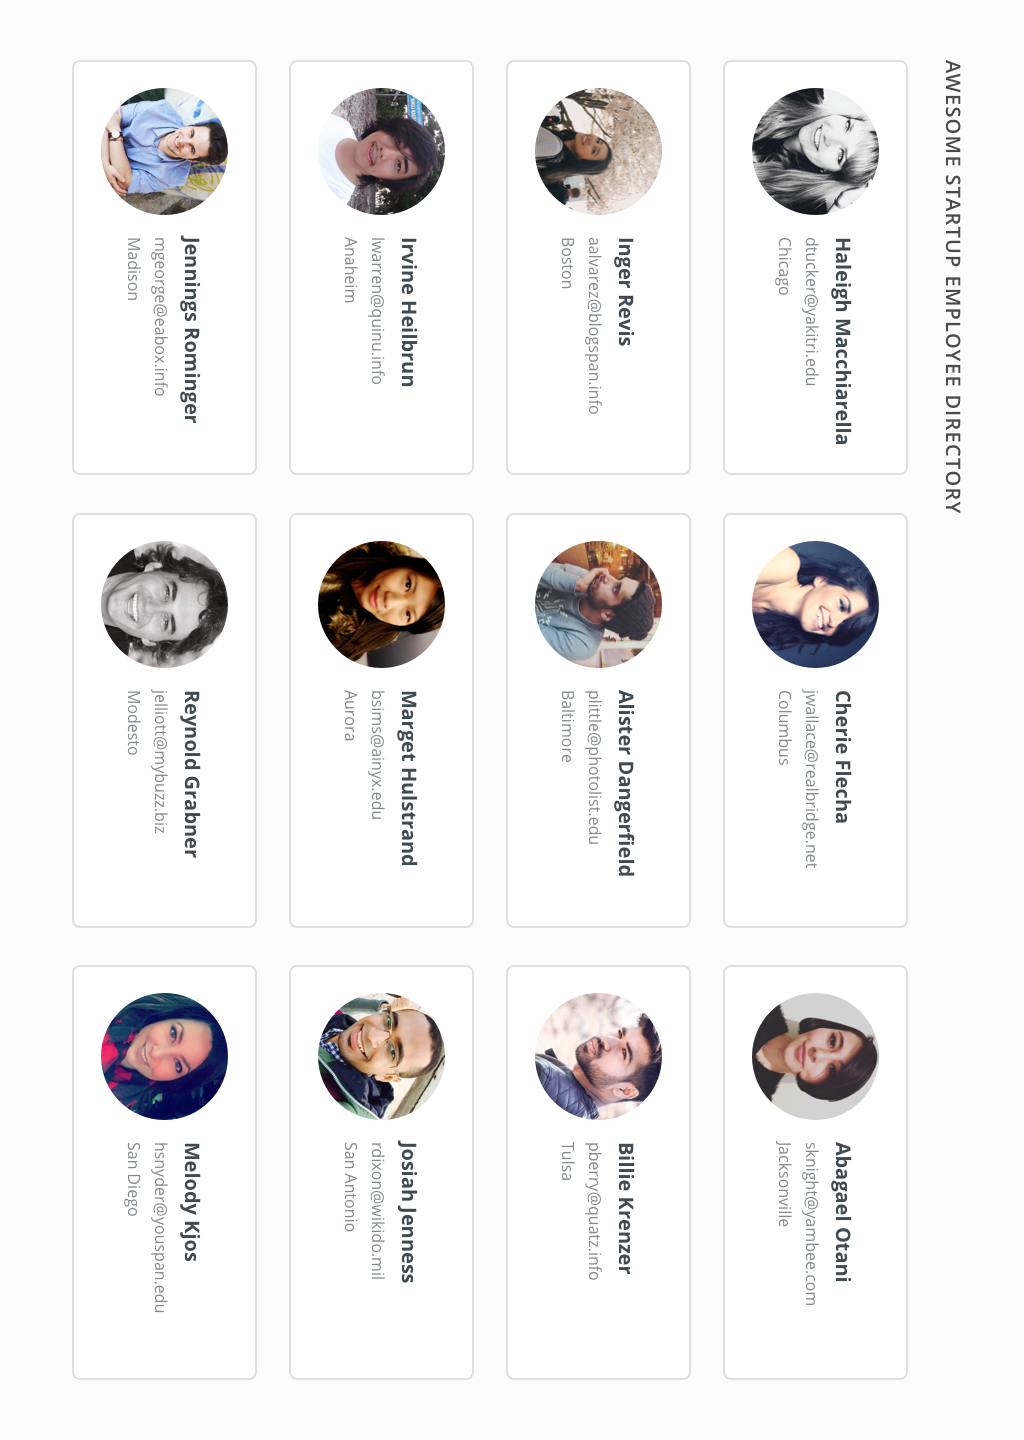 AWESOME STARTUP EMPLOYEE DIRECTORY
Haleigh Macchiarella
dtucker@yakitri.edu
Chicago
Cherie Flecha
jwallace@realbridge.net
Columbus
Abagael Otani
sknight@yambee.com
Jacksonville
Inger Revis
aalvarez@blogspan.info
Boston
Alister Dangerfield
plittle@photolist.edu
Baltimore
Billie Krenzer
pberry@quatz.info
Tulsa
Irvine Heilbrun
lwarren@quinu.info
Anaheim
Marget Hulstrand
bsims@ainyx.edu
Aurora
Josiah Jenness
rdixon@wikido.mil
San Antonio
Jennings Rominger
mgeorge@eabox.info
Madison
Reynold Grabner
jelliott@mybuzz.biz
Modesto
Melody Kjos
hsnyder@youspan.edu
San Diego